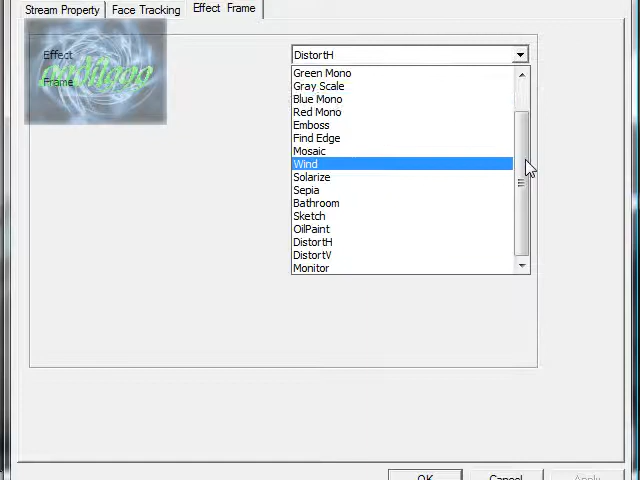 Stream Property
Face Tracking
Effect Frame
Effect
DistortH
Frame
Green Mono
Gray Scale
Blue Mono
Red Mono
Emboss
Find Edge
Mosaic
Wind
Solarize
Sepia
Bathroom
Sketch
OilPaint
DistortH
DistortV
Monitor
OK
Cancel
Apply